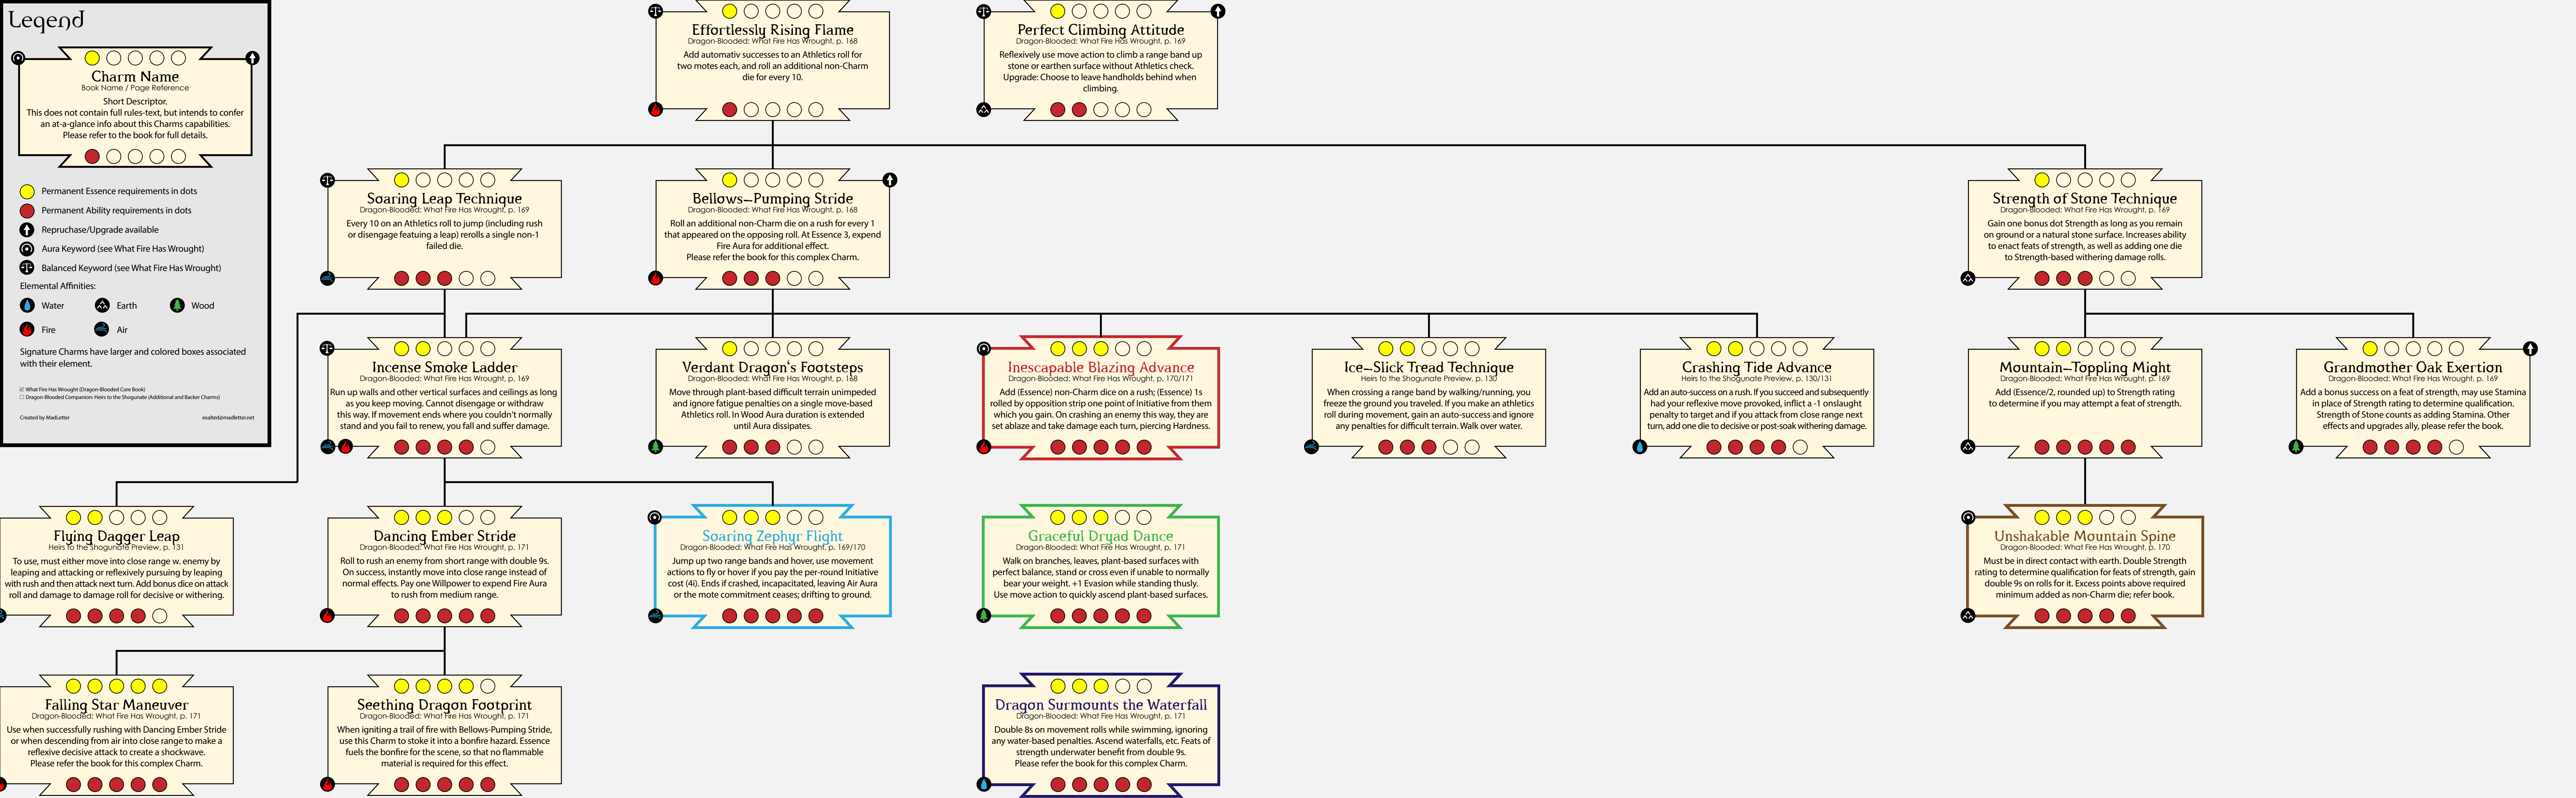 Legend
Charm Name
Book Name / Page Reference
Short Descriptor.
This does not contain full rules-text, but intends to confer
an at-a-glance info about this Charms capabilities.
Please refer to the book for full details.
Permanent Essence requirements in dots
Permanent Ability requirements in dots
Repruchase/Upgrade available
Aura Keyword (see What Fire Has Wrought)
Balanced Keyword (see What Fire Has Wrought)
Elemental Affinities:
Water
Earth
Wood
Fire
Air
Signature Charms have larger and colored boxes associated
with their element.
☑ What Fire Has Wrought (Dragon-Blooded Core Book)
☐ Dragon-Blooded Companion: Heirs to the Shogunate (Additional and Backer Charms)
Created by MadLetter
exalted@madletter.net
Effortlessly Rising Flame
Dragon-Blooded: What Fire Has Wrought, p. 168
Add automativ successes to an Athletics roll for
two motes each, and roll an additional non-Charm
die for every 10.
Perfect Climbing Attitude
Dragon-Blooded: What Fire Has Wrought, p. 169
Reflexively use move action to climb a range band up
stone or earthen surface without Athletics check.
Upgrade: Choose to leave handholds behind when
climbing.
Soaring Leap Technique
Dragon-Blooded: What Fire Has Wrought, p. 169
Every 10 on an Athletics roll to jump (including rush
or disengage featuing a leap) rerolls a single non-1
failed die.
Bellows-Pumping Stride
Dragon-Blooded: What Fire Has Wrought, p. 168
Roll an additional non-Charm die on a rush for every 1
that appeared on the opposing roll. At Essence 3, expend
Fire Aura for additional effect.
Please refer the book for this complex Charm.
Strength of Stone Technique
Dragon-Blooded: What Fire Has Wrought, p. 169
Gain one bonus dot Strength as long as you remain
on ground or a natural stone surface. Increases ability
to enact feats of strength, as well as adding one die
to Strength-based withering damage rolls.
Incense Smoke Ladder
Dragon-Blooded: What Fire Has Wrought, p. 169
Run up walls and other vertical surfaces and ceilings as long
as you keep moving. Cannot disengage or withdraw
this way. If movement ends where you couldn't normally
stand and you fail to renew, you fall and suffer damage.
Verdant Dragon's Footsteps
Dragon-Blooded: What Fire Has Wrought, p. 168
Move through plant-based difficult terrain unimpeded
and ignore fatigue penalties on a single move-based
Athletics roll. In Wood Aura duration is extended
until Aura dissipates.
Inescapable Blazing Advance
Dragon-Blooded: What Fire Has Wrought, p. 170/171
Add (Essence) non-Charm dice on a rush; (Essence) 1s
rolled by opposition strip one point of Initiative from them
which you gain. On crashing an enemy this way, they are
set ablaze and take damage each turn, piercing Hardness.
Ice-Slick Tread Technique
Heirs to the Shogunate Preview, p. 130
When crossing a range band by walking/running, you
freeze the ground you traveled. If you make an athletics
roll during movement, gain an auto-success and ignore
any penalties for difficult terrain. Walk over water.
Crashing Tide Advance
Heirs to the Shogunate Preview, p. 130/131
Add an auto-success on a rush. If you succeed and subsequently
had your reflexive move provoked, inflict a -1 onslaught
penalty to target and if you attack from close range next
turn, add one die to decisive or post-soak withering damage.
Mountain-Toppling Might
Dragon-Blooded: What Fire Has Wrought, p. 169
Add (Essence/2, rounded up) to Strength rating
to determine if you may attempt a feat of strength.
Grandmother Oak Exertion
Dragon-Blooded: What Fire Has Wrought, p. 169
Add a bonus success on a feat of strength, may use Stamina
in place of Strength rating to determine qualification.
Strength of Stone counts as adding Stamina. Other
effects and upgrades ally, please refer the book.
Flying Dagger Leap
Heirs to the Shogunate Preview, p. 131
To use, must either move into close range w. enemy by
leaping and attacking or reflexively pursuing by leaping
with rush and then attack next turn. Add bonus dice on attack
roll and damage to damage roll for decisive or withering.
Dancing Ember Stride
Dragon-Blooded: What Fire Has Wrought, p. 171
Roll to rush an enemy from short range with double 9s.
On success, instantly move into close range instead of
normal effects. Pay one Willpower to expend Fire Aura
to rush from medium range.
Soaring Zephyr Flight
Dragon-Blooded: What Fire Has Wrought, p. 169/170
Jump up two range bands and hover, use movement
actions to fly or hover if you pay the per-round Initiative
cost (4i). Ends if crashed, incapacitated, leaving Air Aura
or the mote commitment ceases; drifting to ground.
Graceful Dryad Dance
Dragon-Blooded: What Fire Has Wrought, p. 171
Walk on branches, leaves, plant-based surfaces with
perfect balance, stand or cross even if unable to normally
bear your weight. +1 Evasion while standing thusly.
Use move action to quickly ascend plant-based surfaces.
Unshakable Mountain Spine
Dragon-Blooded: What Fire Has Wrought, p. 170
Must be in direct contact with earth. Double Strength
rating to determine qualification for feats of strength, gain
double 9s on rolls for it. Excess points above required
minimum added as non-Charm die; refer book.
Falling Star Maneuver
Dragon-Blooded: What Fire Has Wrought, p. 171
Use when successfully rushing with Dancing Ember Stride
or when descending from air into close range to make a
reflexive decisive attack to create a shockwave.
Please refer the book for this complex Charm.
Seething Dragon Footprint
Dragon-Blooded: What Fire Has Wrought, p. 171
When igniting a trail of fire with Bellows-Pumping Stride,
use this Charm to stoke it into a bonfire hazard. Essence
fuels the bonfire for the scene, so that no flammable
material is required for this effect.
Dragon Surmounts the Waterfall
Dragon-Blooded: What Fire Has Wrought, p. 171
Double 8s on movement rolls while swimming, ignoring
any water-based penalties. Ascend waterfalls, etc. Feats of
strength underwater benefit from double 9s.
Please refer the book for this complex Charm.